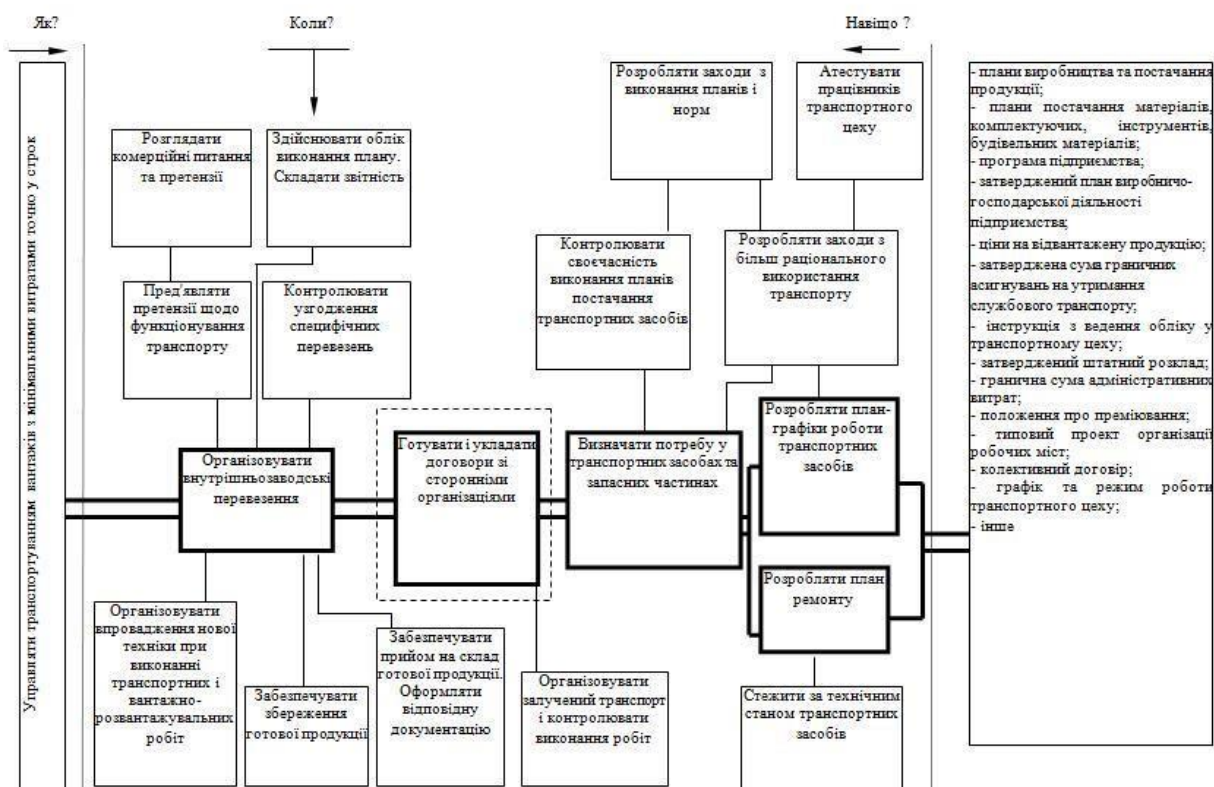 Як?
Коли?
Навіщо ?
Управляти транспортуванням вантажів з мінімальними витратами точно у строк
Розглядати
комерційні питання
та претензії
Здійснювати облік
виконання плану.
Складати звітність
Розробляти заходи з
виконання планів і
норм
Атестувати
працівників
транспортного
цеху
Пред'являти
претензії щодо
функціонування
транспорту
Контролювати
узгодження
специфічних
перевезень
Контролювати
своєчасність
виконання планів
постачання
транспортних засобів
Розробляти заходи з
більш раціонального
використання
транспорту
Організовувати
внутрішньозаводські
перевезення
Готувати і укладати
договори зі
сторонніми
організаціями
Визначати потребу у
транспортних засобах та
запасних частинах
Розробляти план-
графіки роботи
транспортних
засобів
Розробляти план
ремонту
Організовувати
впровадження нової
техніки при
виконанні
транспортних і
вантажно-
розвантажувальних
робіт
Забезпечувати
збереження
готової продукції
Забезпечувати
прийом на склад
готової продукції.
Оформляти
відповідну
документацію
Організовувати
залучений транспорт
і контролювати
виконання робіт
Стежити за технічним
станом транспортних
засобів
- плани виробництва та постачання
продукції;
- плани постачання матеріалів,
комплектуючих, інструментів,
будівельних матеріалів;
- програма підприємства;
- затверджений план виробничо-
господарської діяльності
підприємства;
- ціни на відвантажену продукцію;
- затверджена сума граничних
асигнувань на утримання
службового транспорту;
- інструкція з ведення обліку у
транспортному цеху;
- затверджений штатний розклад;
- гранична сума адміністративних
витрат;
- положення про преміювання;
- типовий проект організації
робочих міст;
- колективний договір;
- графік та режим роботи
транспортного цеху;
- інше